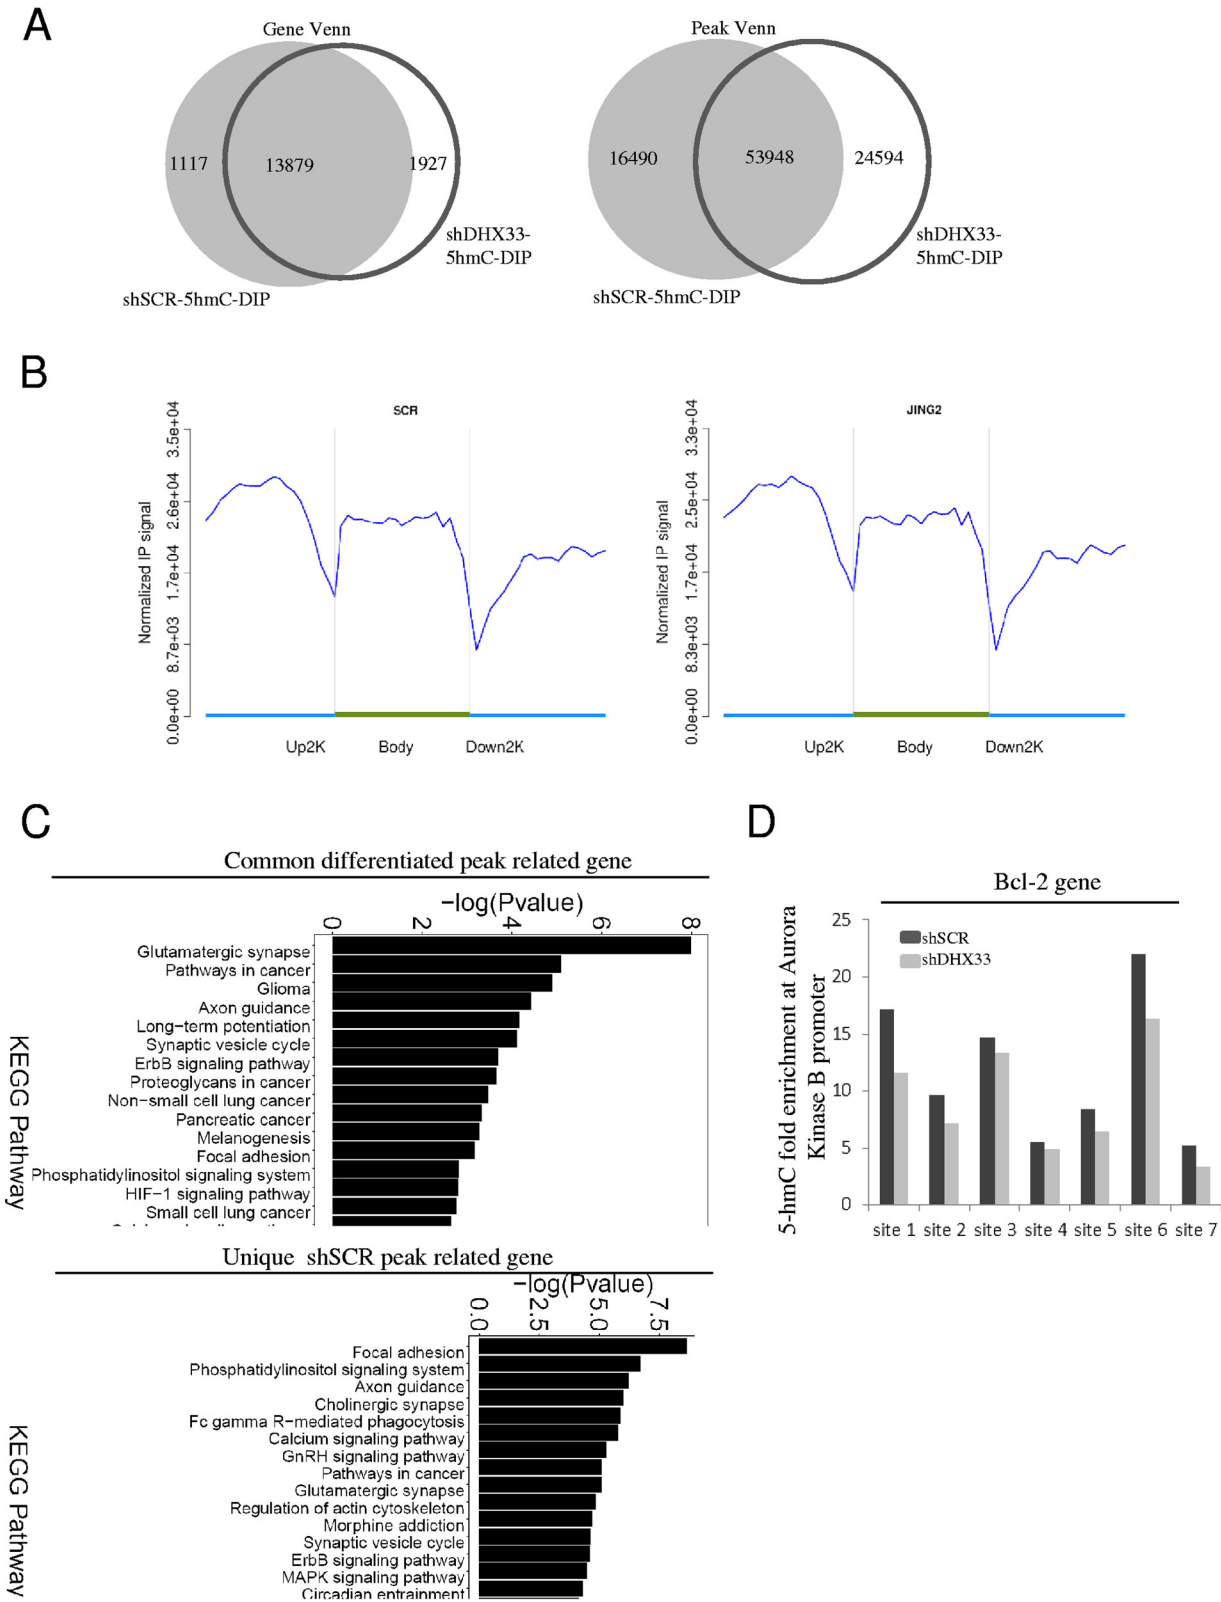 A
Gene Venn
1117
13879
1927
shDHX33-
5hmC-DIP
shSCR-5hmC-DIP
Peak Venn
16490
53948
24594
shDHX33-
5hmC-DIP
shSCR-5hmC-DIP
B
SCR
Normalized IP signal
0.0e+00 8.7e+03 1.7e+04 2.6e+04 3.5e+04
Up2K Body Down2K
JING2
Normalized IP signal
0.0e+00 8.3e+03 1.7e+04 2.5e+04 3.3e+04
Up2K Body Down2K
C
Common differentiated peak related gene
−log(Pvalue)
0 2 4 6 8
KEGG Pathway
Glutamatergic synapse
Pathways in cancer
Glioma
Axon guidance
Long−term potentiation
Synaptic vesicle cycle
ErbB signaling pathway
Proteoglycans in cancer
Non−small cell lung cancer
Pancreatic cancer
Melanogenesis
Focal adhesion
Phosphatidylinositol signaling system
HIF−1 signaling pathway
Small cell lung cancer
Unique shSCR peak related gene
−log(Pvalue)
0.0 2.5 5.0 7.5
KEGG Pathway
Focal adhesion
Phosphatidylinositol signaling system
Axon guidance
Cholinergic synapse
Fc gamma R−mediated phagocytosis
Calcium signaling pathway
GnRH signaling pathway
Pathways in cancer
Glutamatergic synapse
Regulation of actin cytoskeleton
Morphine addiction
Synaptic vesicle cycle
ErbB signaling pathway
MAPK signaling pathway
Circadian entrainment
D
Bcl-2 gene
5-hmC fold enrichment at Aurora
Kinase B promoter
25
20
15
10
5
0
shSCR
shDHX33
site 1 site 2 site 3 site 4 site 5 site 6 site 7